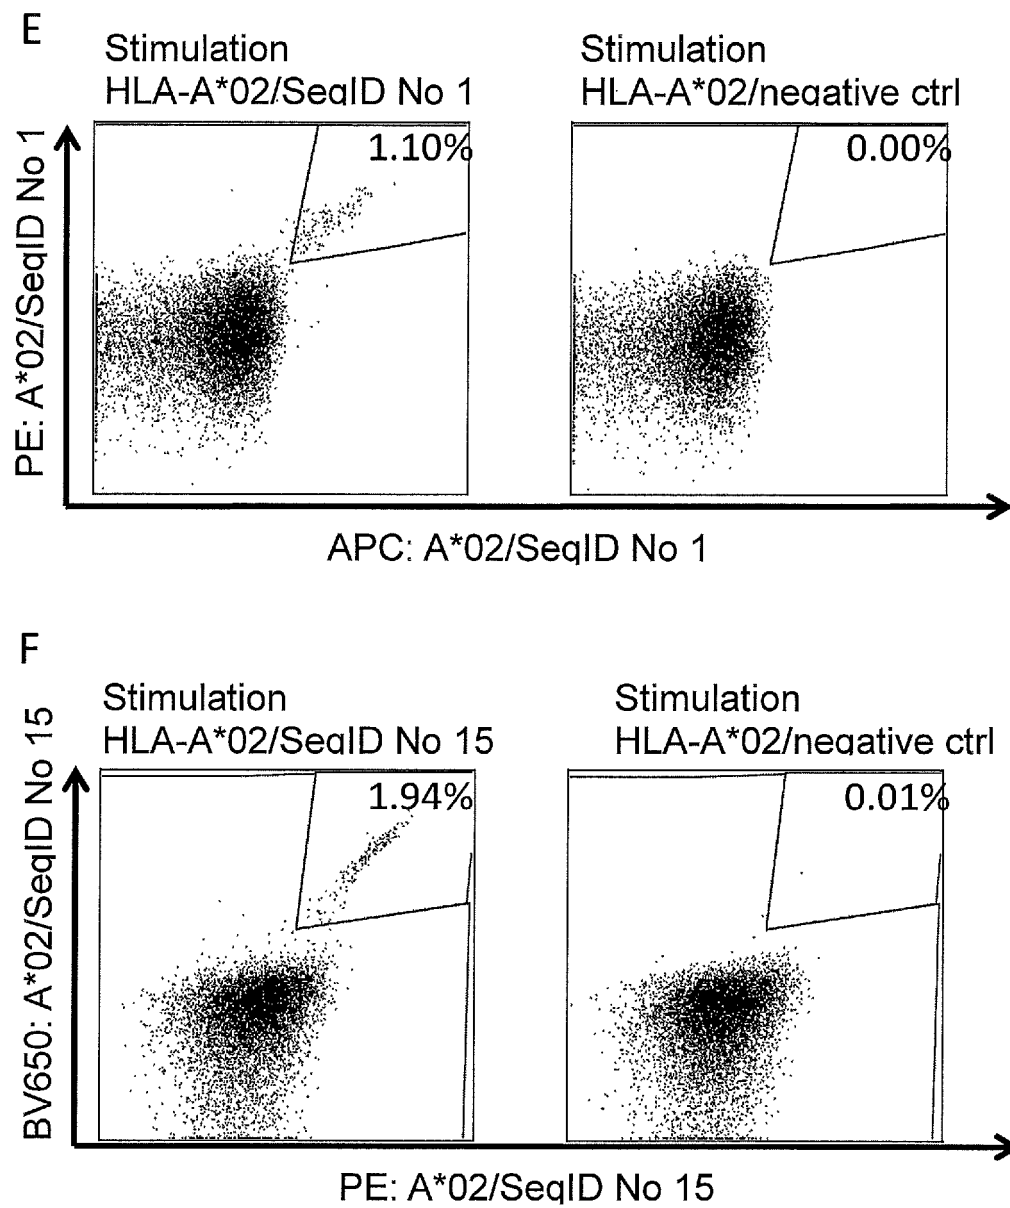 E
Stimulation
HLA-A*02/SeqID No 1
Stimulation
HLA-A*02/negative ctrl
1.10%
0.00%
PE: A*02/SeqID No 1
APC: A*02/SeqID No 1
F
Stimulation
HLA-A*02/SeqID No 15
Stimulation
HLA-A*02/negative ctrl
1.94%
0.01%
BV650: A*02/SeqID No 15
PE: A*02/SeqID No 15